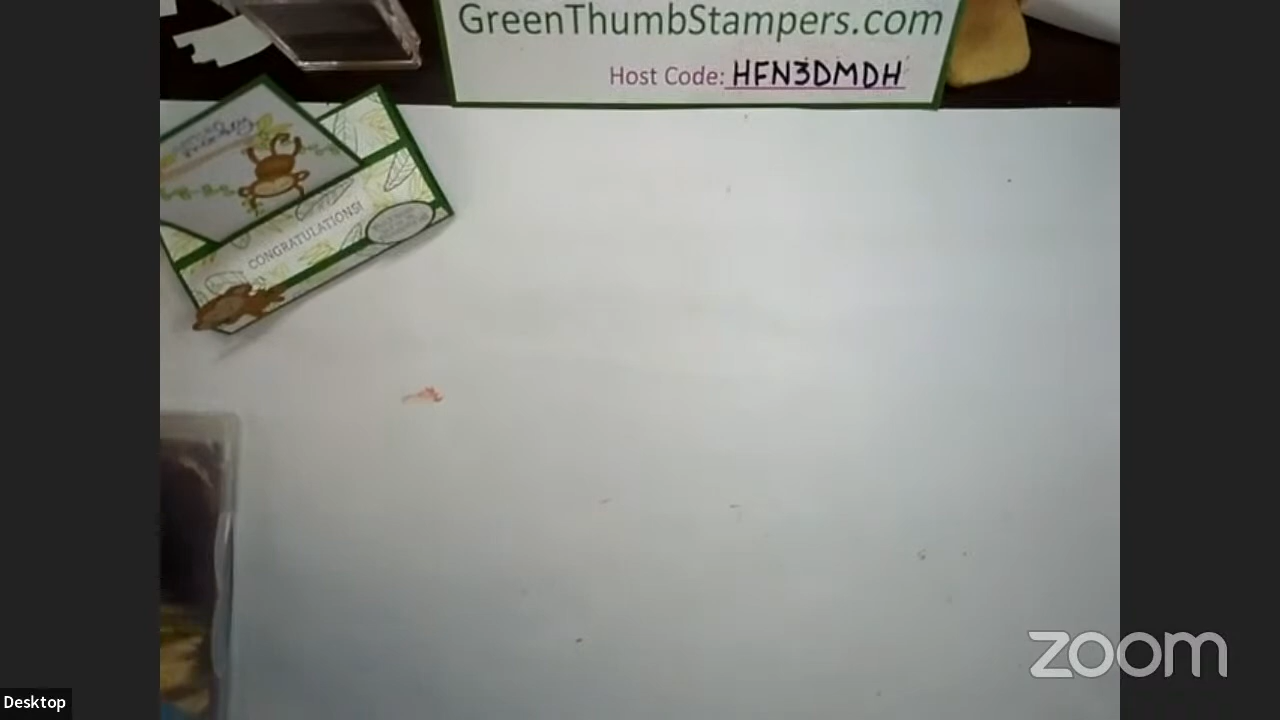 GreenThumbStampers.com
Host Code: HFN3DMDH
CONGRATULATIONS!
zoom
Desktop